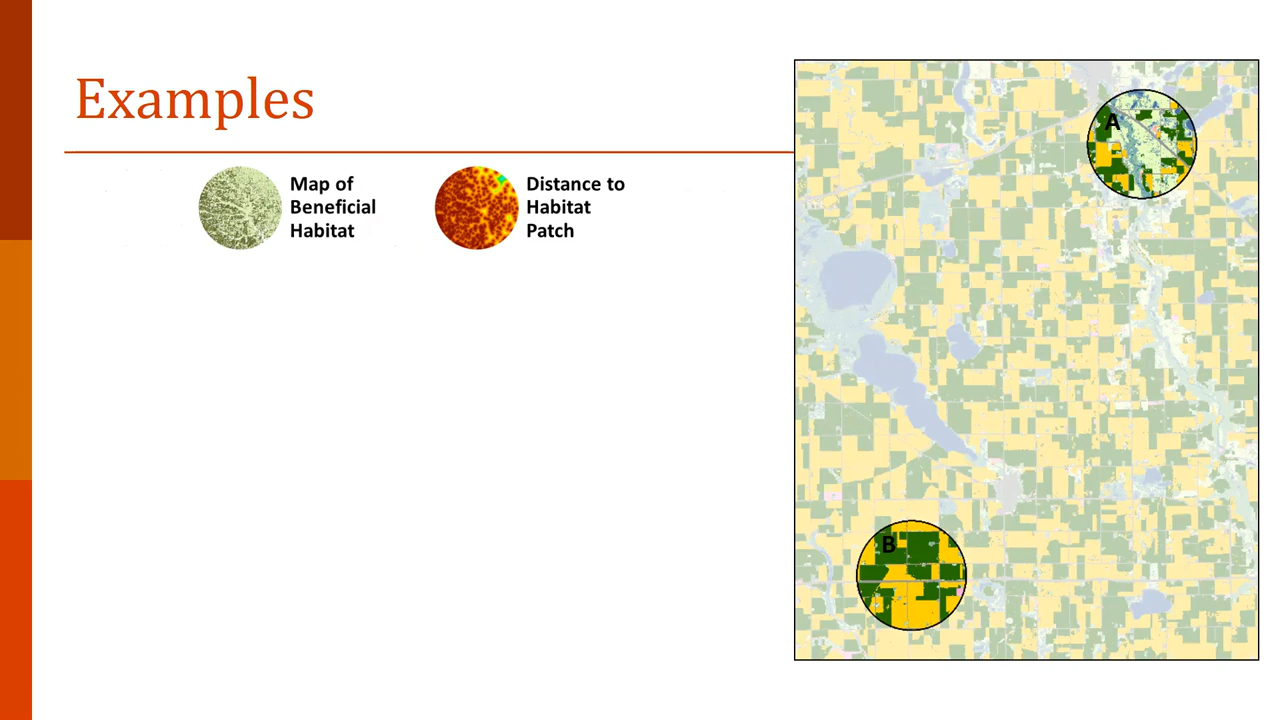 Examples
Map of
Beneficial
Habitat
Distance to
Habitat
Patch
A
B